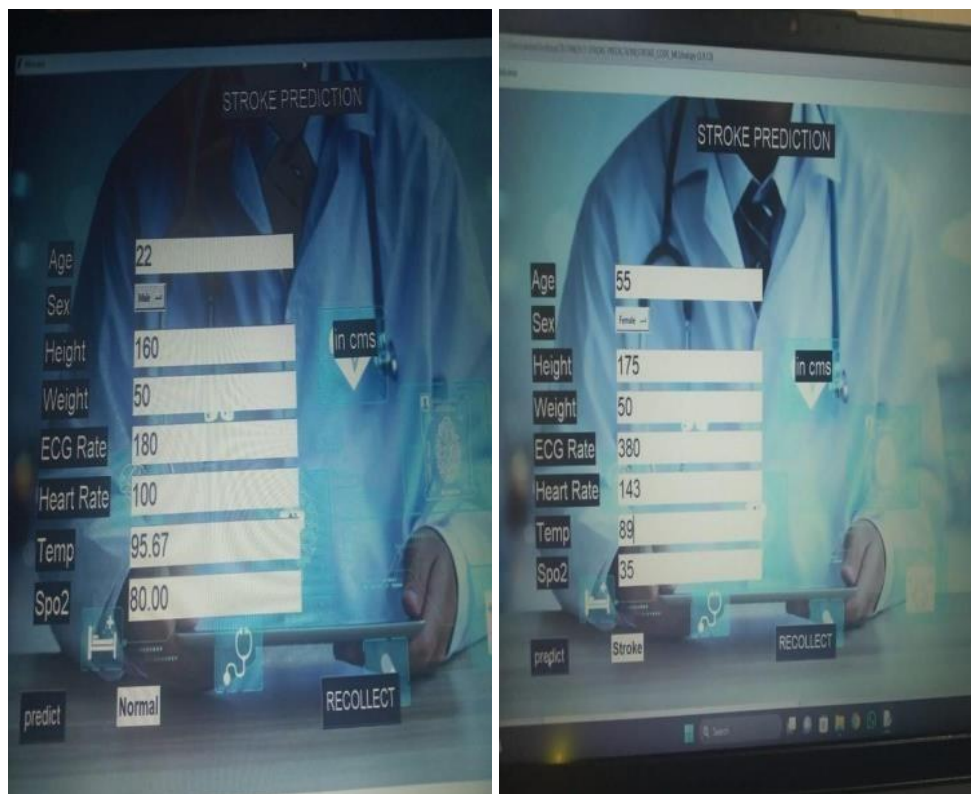 STROKE PREDICTION
Age 22
Sex Male
Height 160 in cms
Weight 50
ECG Rate 180
Heart Rate 100
Temp 95.67
Spo2 80.00
predict Normal RECOLLECT
STROKE PREDICTION
Age 55
Sex Female
Height 175 in cms
Weight 50
ECG Rate 380
Heart Rate 143
Temp 89
Spo2 35
predict Stroke RECOLLECT
Search